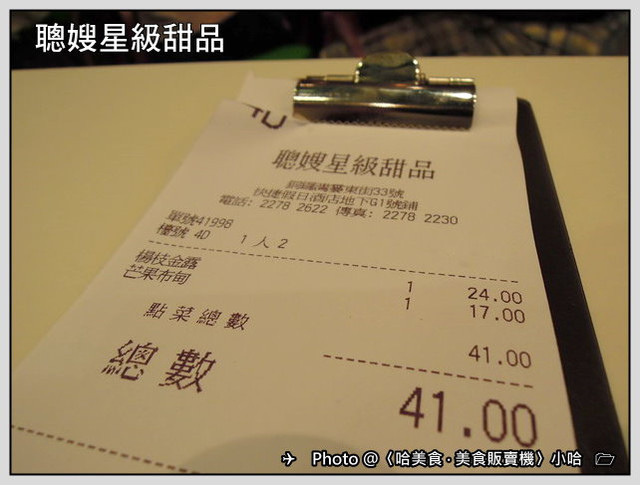 聰嫂星級甜品
聰嫂星級甜品
銅鑼灣霎東街33號
快捷假日酒店地下G1號舖
電話: 2278 2622 傳真: 2278 2230
單號41998
檯號 4D 1 人 2
楊枝金露 1 24.00
芒果布甸 1 17.00
點菜總數 41.00
總數 41.00
Photo @〈哈美食·美食販賣機〉小哈